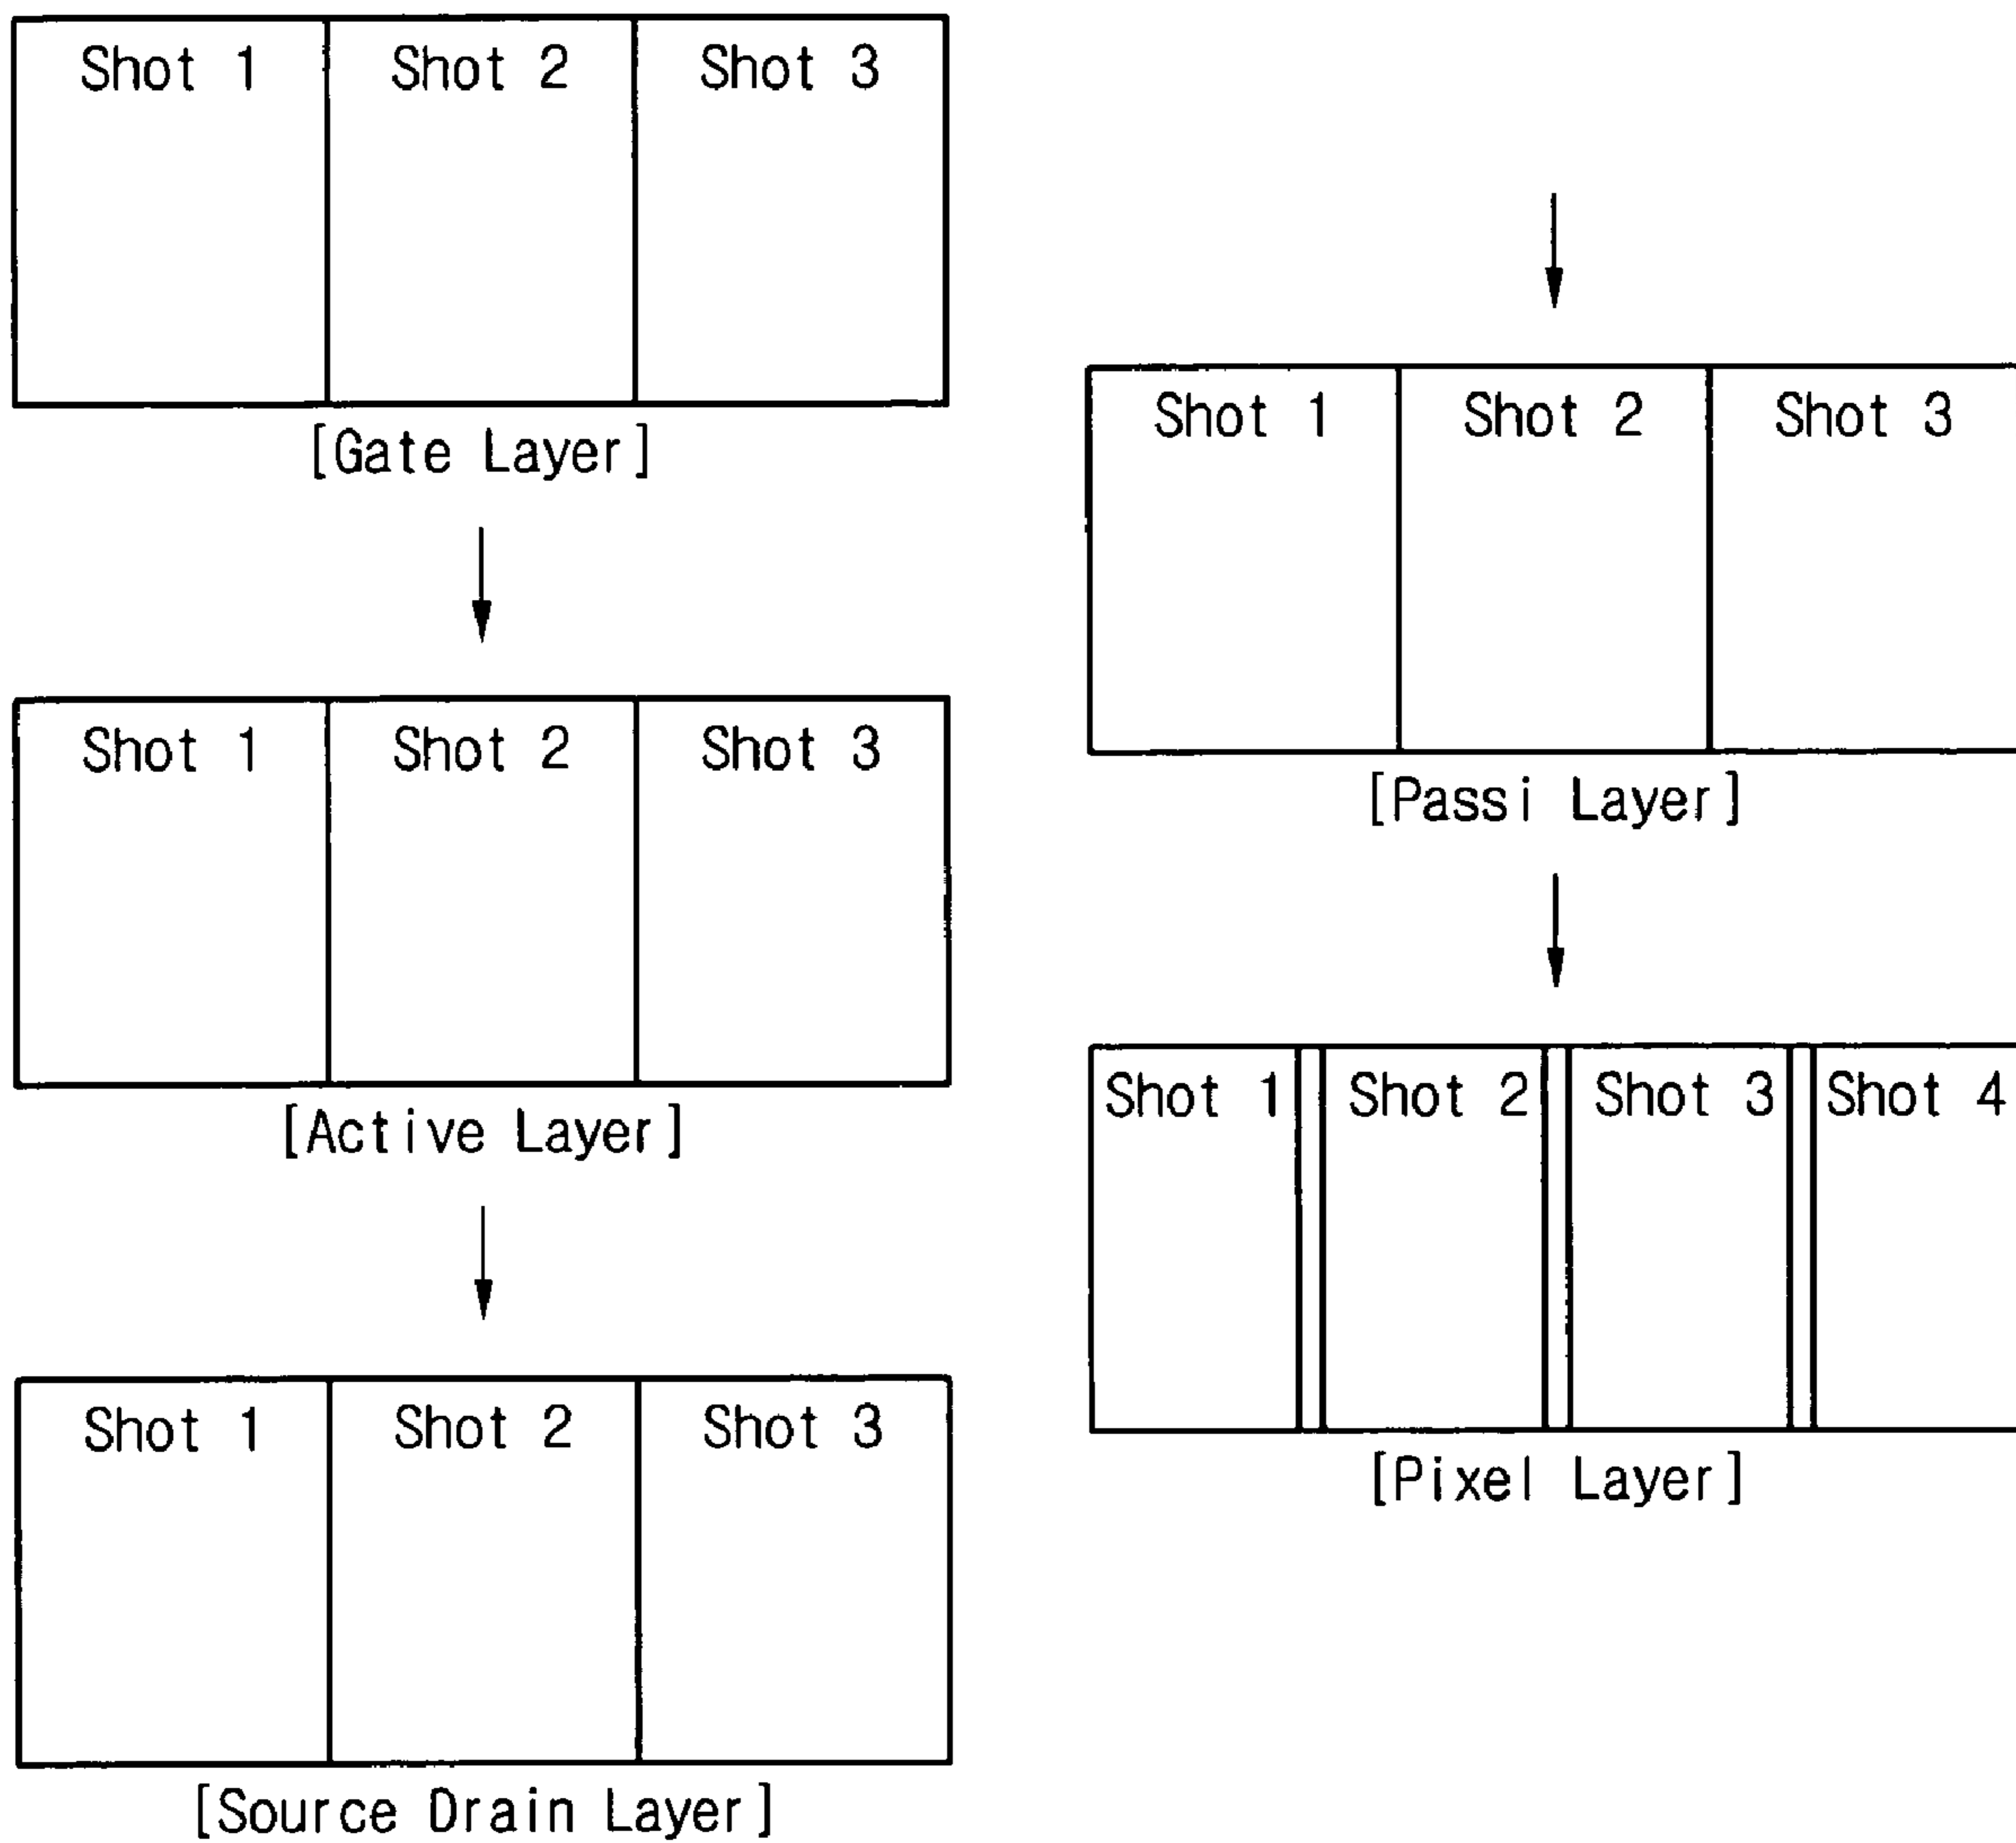 Shot 1 Shot 2 Shot 3
[Gate Layer]
Shot 1 Shot 2 Shot 3
[Active Layer]
Shot 1 Shot 2 Shot 3
[Source Drain Layer]
Shot 1 Shot 2 Shot 3
[Passi Layer]
Shot 1 Shot 2 Shot 3 Shot 4
[Pixel Layer]